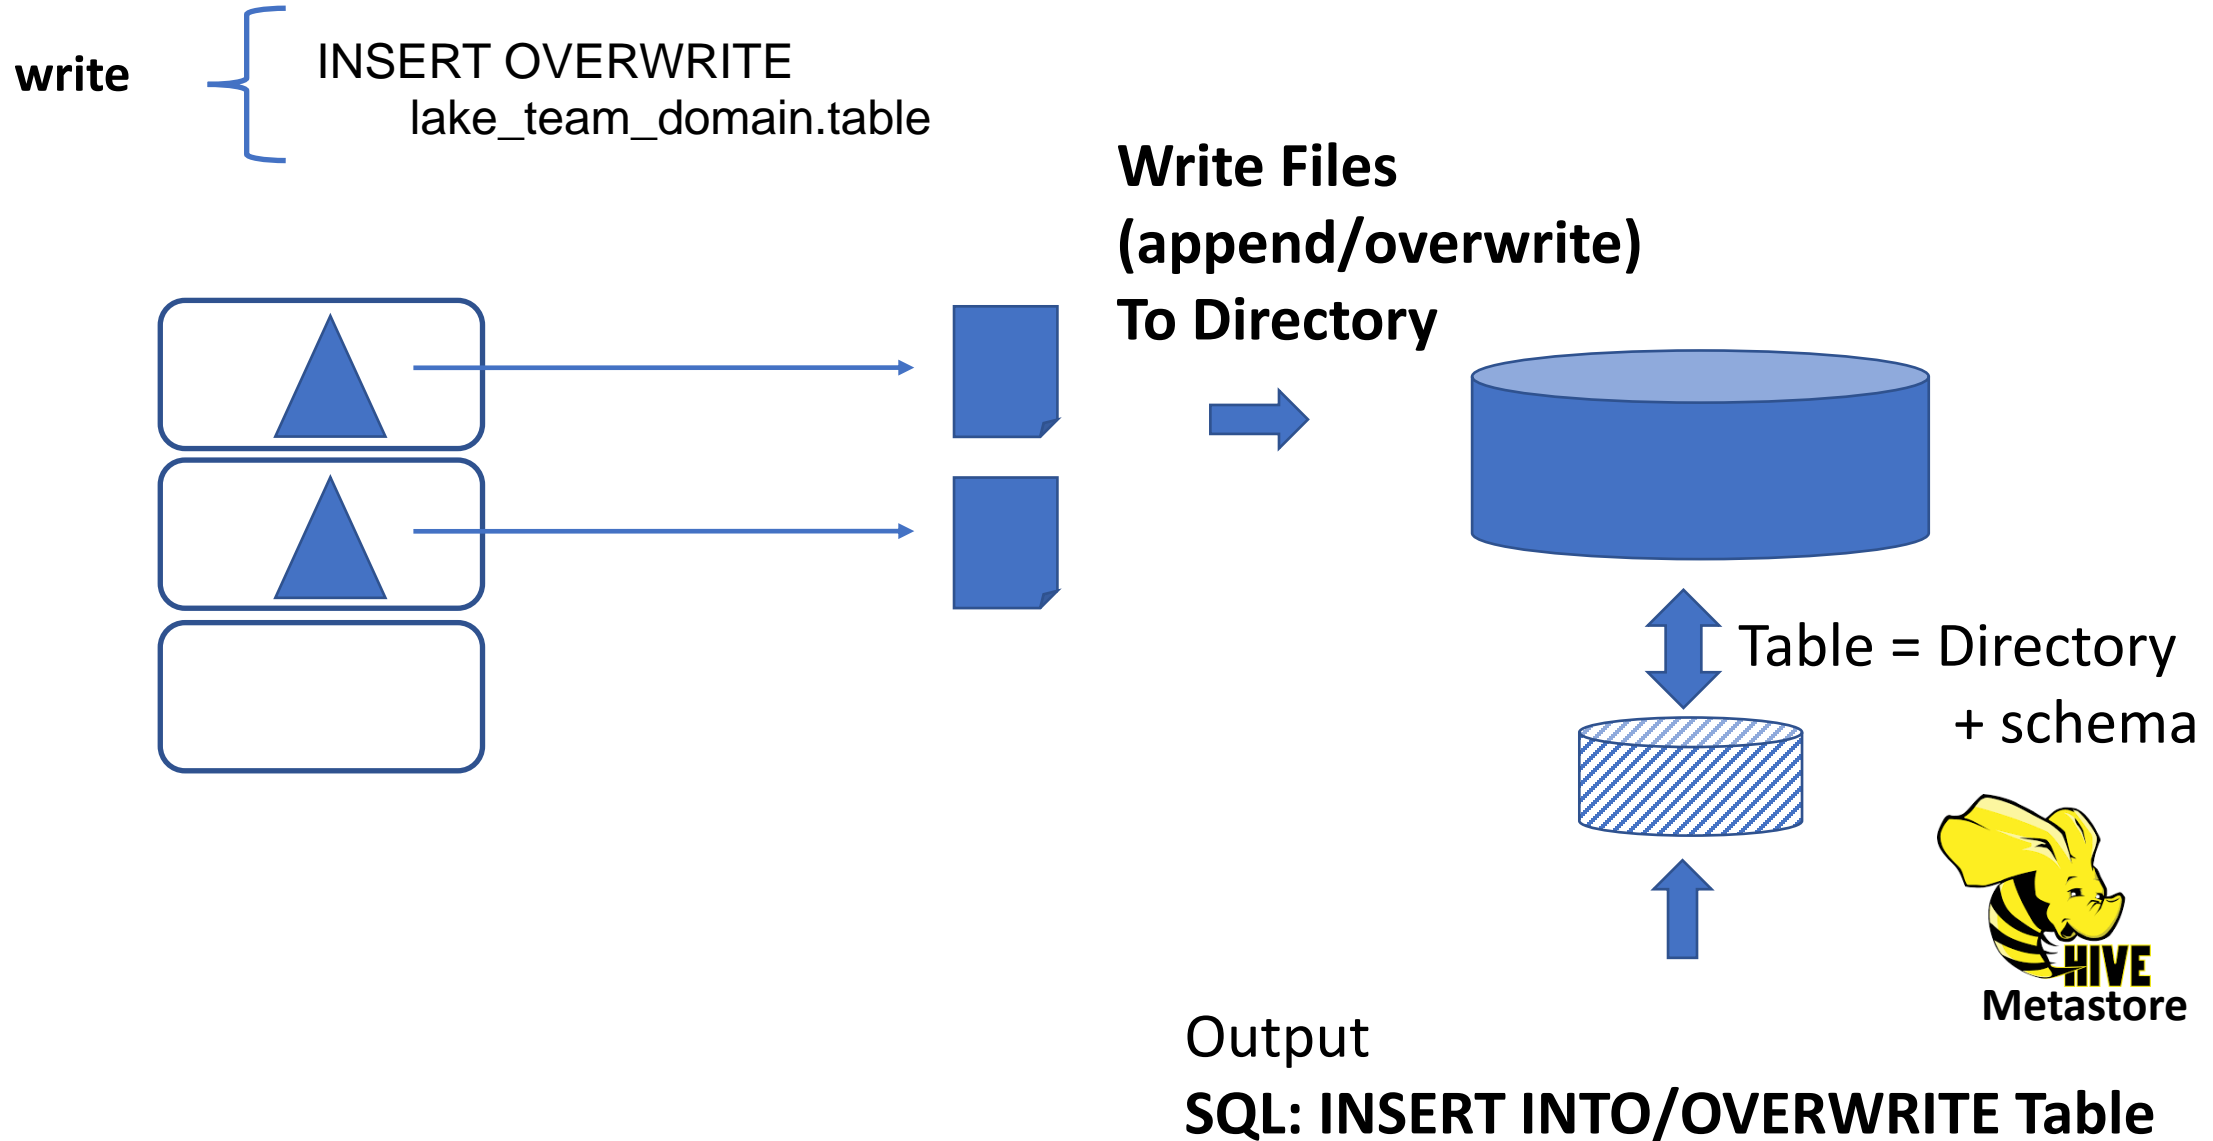 write
INSERT OVERWRITE
lake_team_domain.table
Write Files
(append/overwrite)
To Directory
Table = Directory
+ schema
HIVE
Metastore
Output
SQL: INSERT INTO/OVERWRITE Table